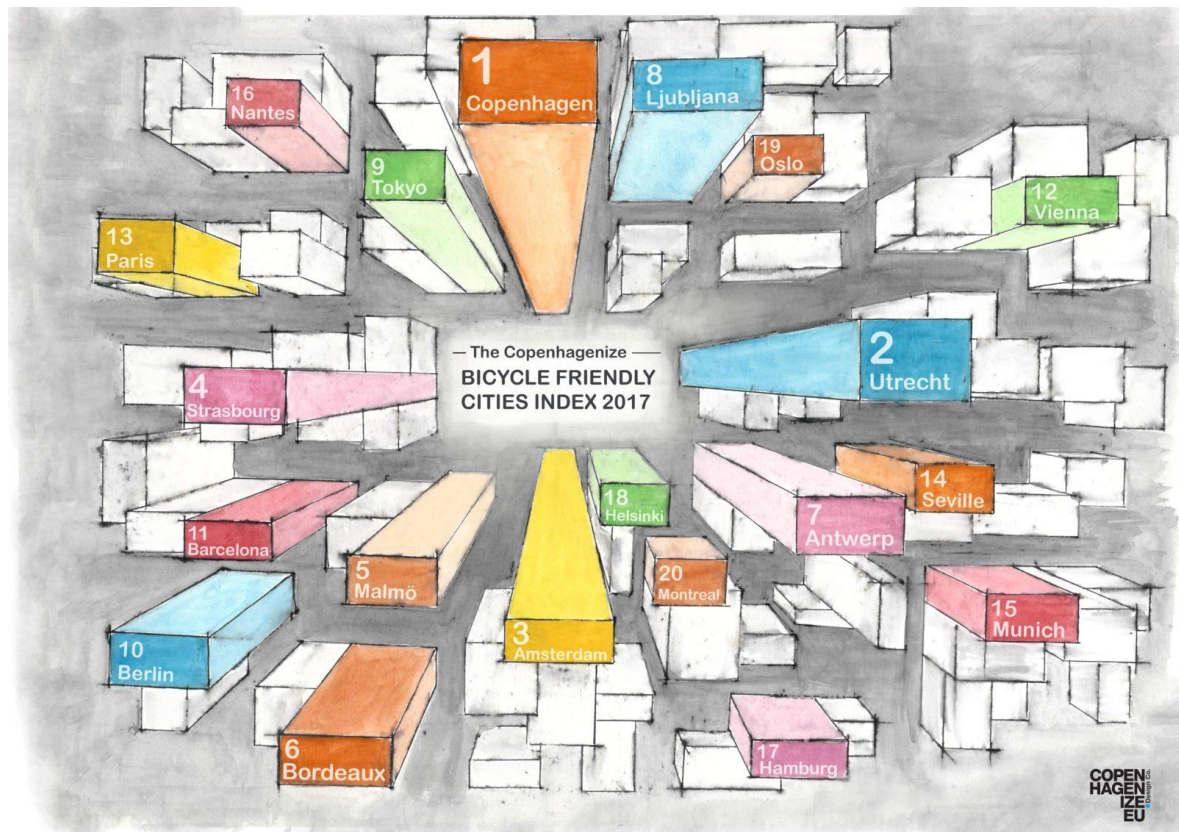 1
Copenhagen
8
Ljubljana
16
Nantes
9
Tokyo
19
Oslo
12
Vienna
13
Paris
— The Copenhagenize —
BICYCLE FRIENDLY
CITIES INDEX 2017
2
Utrecht
4
Strasbourg
14
Seville
18
Helsinki
7
Antwerp
11
Barcelona
5
Malmö
20
Montreal
15
Munich
3
Amsterdam
10
Berlin
6
Bordeaux
17
Hamburg
COPEN
HAGEN
IZE
EU
Design Co.